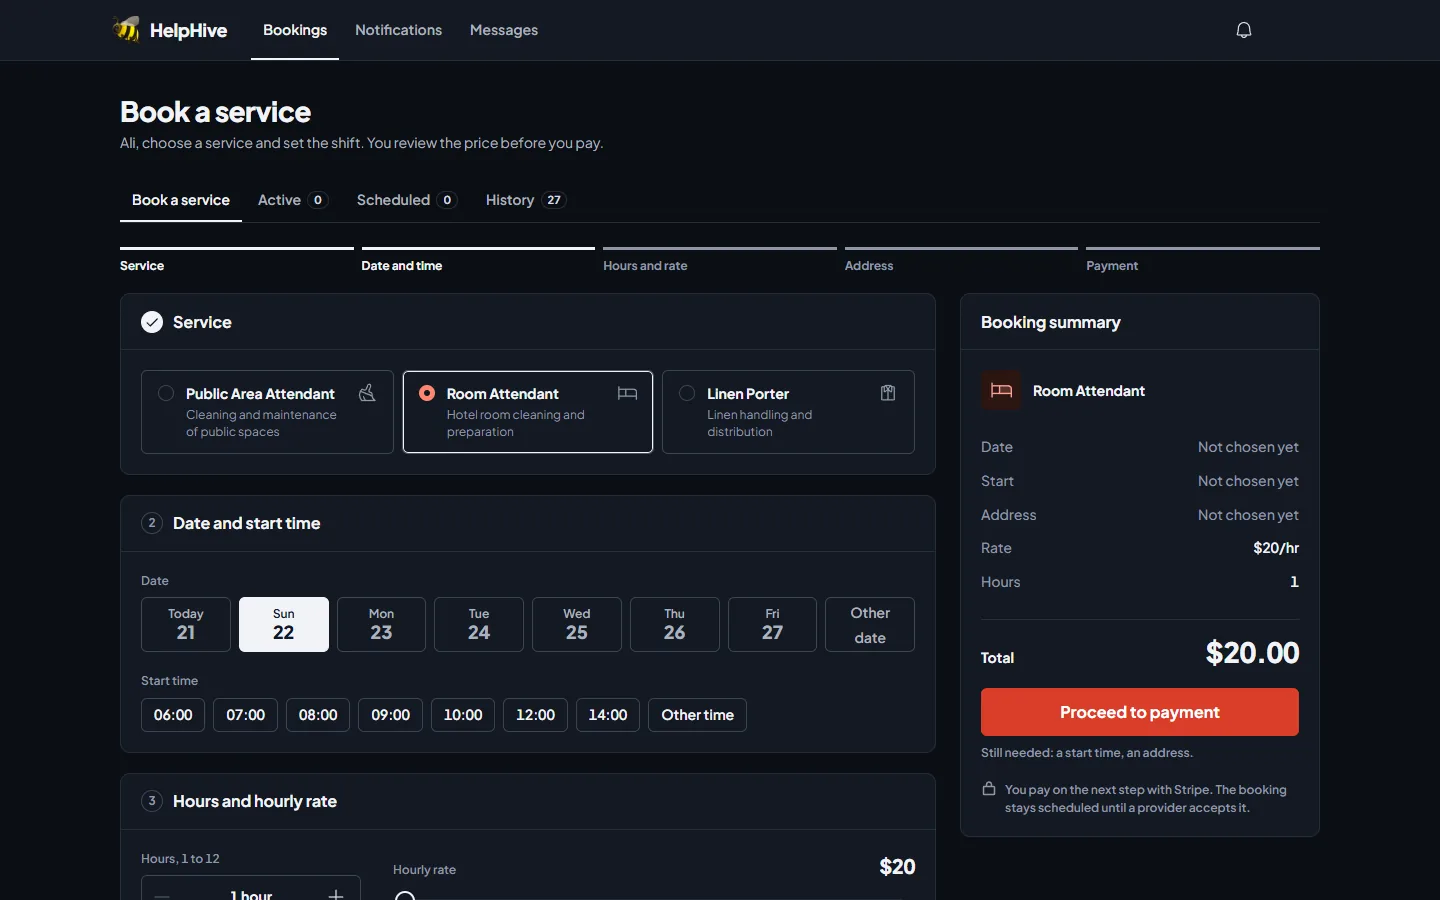 HelpHive
Bookings
Notifications
Messages
Book a service
Ali, choose a service and set the shift. You review the price before you pay.
Book a service
Active 0
Scheduled 0
History 27
Service
Date and time
Hours and rate
Address
Payment
Service
Public Area Attendant
Cleaning and maintenance
of public spaces
Room Attendant
Hotel room cleaning and
preparation
LInen Porter
Linen handling and
distribution
2 Date and start time
Date
Today
21
Sun
22
Mon
23
Tue
24
Wed
25
Thu
26
Fri
27
Other
date
Start time
06:00
07:00
08:00
09:00
10:00
12:00
14:00
Other time
3 Hours and hourly rate
Hours, 1 to 12
1 hour
Hourly rate
$20
Booking summary
Room Attendant
Date Not chosen yet
Start Not chosen yet
Address Not chosen yet
Rate $20/hr
Hours 1
Total $20.00
Proceed to payment
Still needed: a start time, an address.
You pay on the next step with Stripe. The booking
stays scheduled until a provider accepts it.